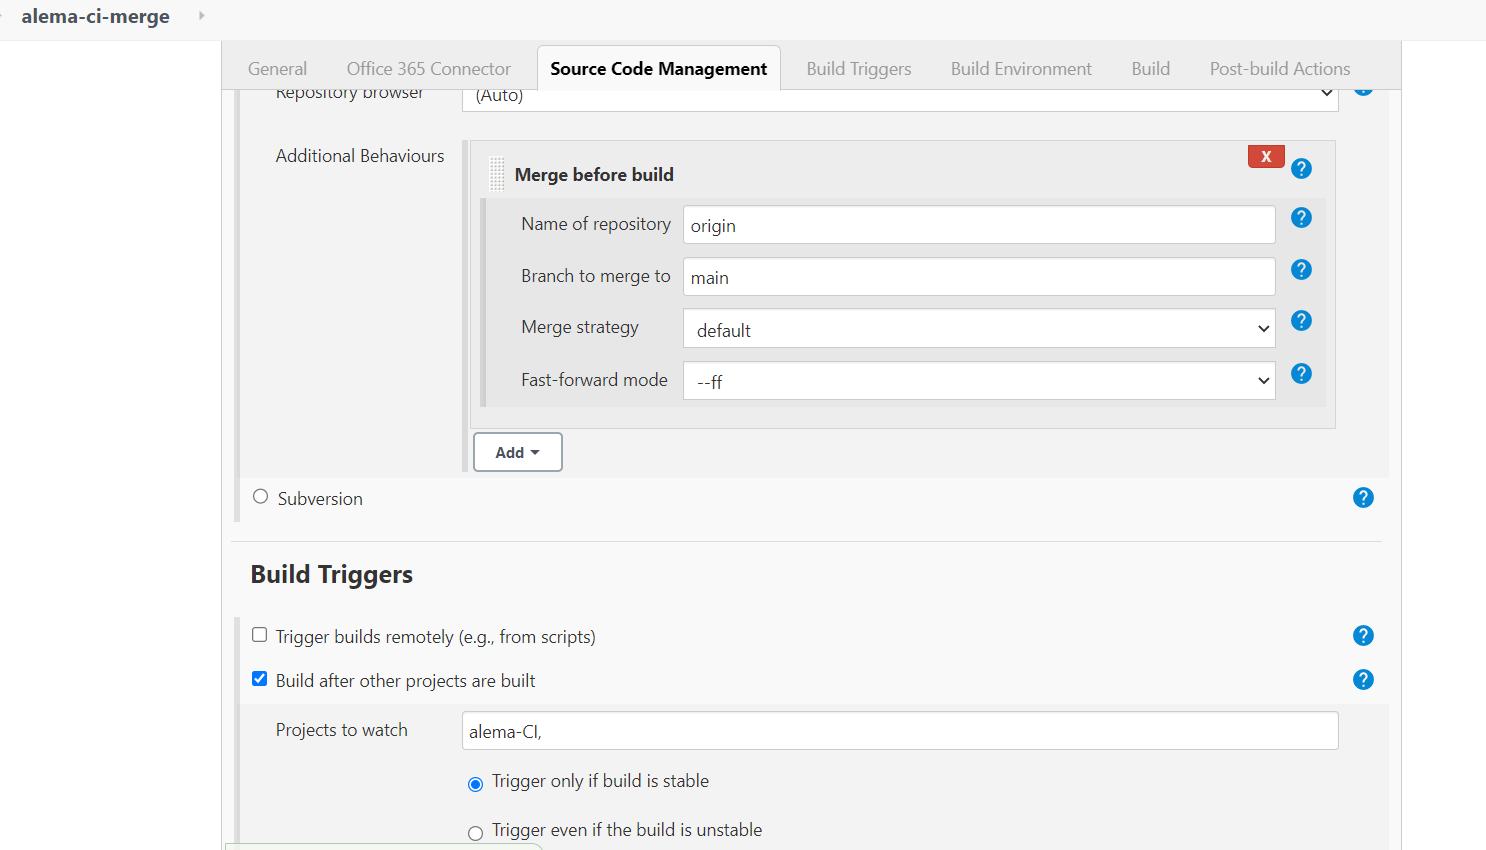 alema-ci-merge
General Office 365 Connector Source Code Management Build Triggers Build Environment Build Post-build Actions
Repository browser (Auto)
Additional Behaviours
X
?
Merge before build
Name of repository origin ?
Branch to merge to main ?
Merge strategy default ?
Fast-forward mode --ff ?
Add
Subversion ?
Build Triggers
Trigger builds remotely (e.g., from scripts) ?
Build after other projects are built ?
Projects to watch alema-CI,
Trigger only if build is stable
Trigger even if the build is unstable